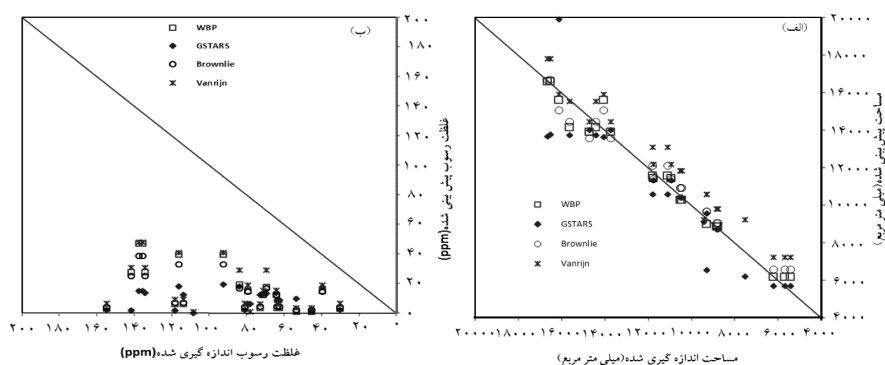 (الف)
۲۰۰۰۰
۱۸۰۰۰
۱۶۰۰۰
۱۴۰۰۰
۱۲۰۰۰
۱۰۰۰۰
۸۰۰۰
۶۰۰۰
۴۰۰۰
مساحت پیش بینی شده(میلی متر مربع)
WBP
GSTARS
Brownlie
Vanrijn
۲۰۰۰۰ ۱۸۰۰۰ ۱۶۰۰۰ ۱۴۰۰۰ ۱۲۰۰۰ ۱۰۰۰۰ ۸۰۰۰ ۶۰۰۰ ۴۰۰۰
مساحت اندازه گیری شده(میلی متر مربع)
(ب)
WBP
GSTARS
Brownlie
Vanrijn
۲۰۰
۱۸۰
۱۶۰
۱۴۰
۱۲۰
۱۰۰
۸۰
۶۰
۴۰
۲۰
۰
غلظت رسوب پیش بینی شده(ppm)
۲۰۰ ۱۸۰ ۱۶۰ ۱۴۰ ۱۲۰ ۱۰۰ ۸۰ ۶۰ ۴۰ ۲۰ ۰
غلظت رسوب اندازه گیری شده(ppm)